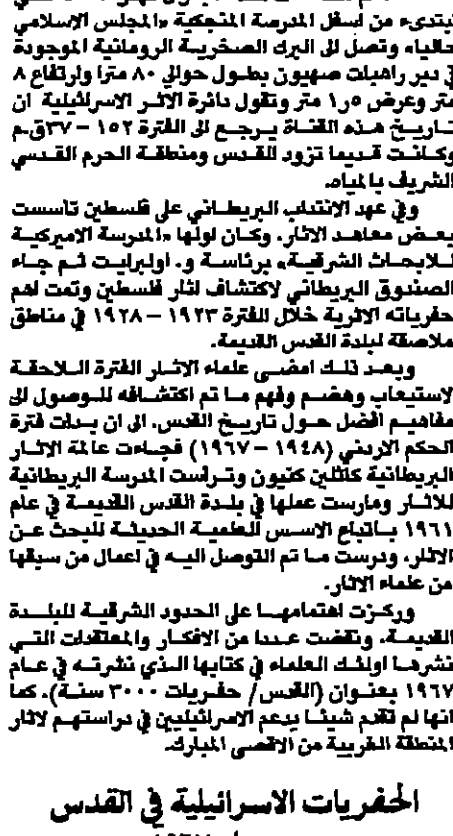 تبتدىء من اسفل المدرسة المنجكية «المجلس الاسلامي
حاليا» وتصل الى البرك الصخرية الرومانية الموجودة
في دير راهبات صهيون بطول حوالي ٨٠ مترا وارتفاع ٨
متر وعرض ١٫٥ متر وتقول دائرة الاثار الاسرائيلية ان
تاريخ هذه القناة يرجع الى الفترة ١٥٢ – ٣٧ق.م
وكانت قديما تزود القدس ومنطقة الحرم القدسي
الشريف بالمياه.
وفي عهد الانتداب البريطاني على فلسطين تأسست
بعض معاهد الاثار. وكان اولها «المدرسة الاميركية
للابحاث الشرقية» برئاسة و. اولبرايت ثم جاء
الصندوق البريطاني لاكتشاف اثار فلسطين وتمت اهم
حفرياته الاثرية خلال الفترة ١٩٢٣ – ١٩٢٨ في مناطق
ملاصقة لبلدة القدس القديمة.
وبعد ذلك امضى علماء الاثار الفترة اللاحقة
لاستيعاب وهضم وفهم ما تم اكتشافه للوصول الى
مفاهيم افضل حول تاريخ القدس. الى ان بدات فترة
الحكم الاردني (١٩٤٨ – ١٩٦٧) فجاءت عالمة الاثار
البريطانية كاثلين كنيون وتراست المدرسة البريطانية
للاثار ومارست عملها في بلدة القدس القديمة في عام
١٩٦١ باتباع الاسس العلمية الحديثة للبحث عن
الاثار، ودرست ما تم التوصل اليه في اعمال من سبقها
من علماء الاثار.
وركزت اهتمامها على الحدود الشرقية للبلدة
القديمة، ونقضت عددا من الافكار والمعتقدات التي
نشرها اولئك العلماء في كتابها الذي نشرته في عام
١٩٦٧ بعنوان (القدس/ حفريات ٣٠٠٠ سنة). كما
انها لم تقدم شيئا يدعم الاسرائيليين في دراستهم لاثار
المنطقة الغربية من الاقصى المبارك.
الحفريات الاسرائيلية في القدس